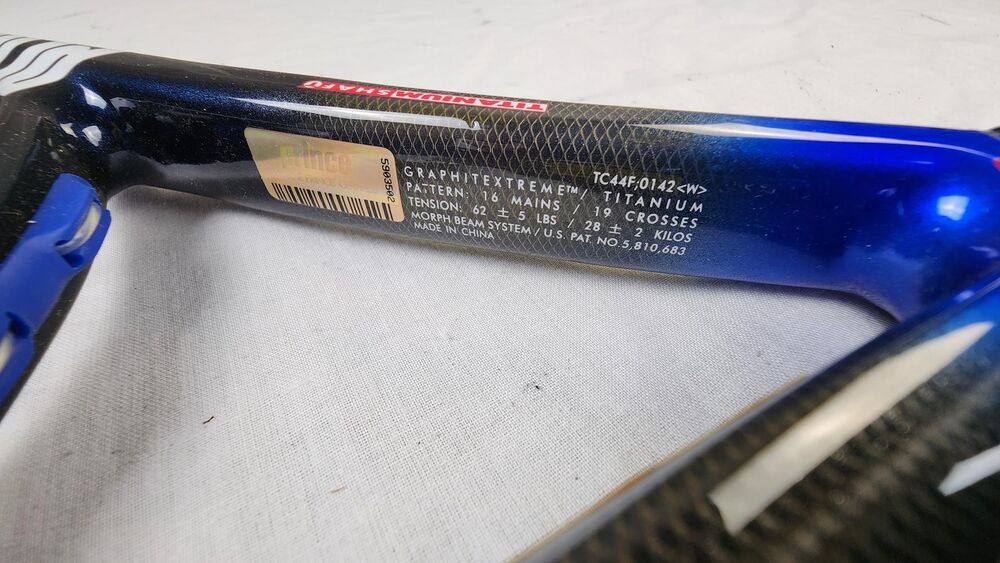 TITANIUMSHAFT
prince
5903502
TC44F,0142<W>
GRAPHITEXTREME™ / TITANIUM
PATTERN: 16 MAINS / 19 CROSSES
TENSION: 62 ± 5 LBS / 28 ± 2 KILOS
MORPH BEAM SYSTEM / U.S. PAT NO.5,810,683
MADE IN CHINA